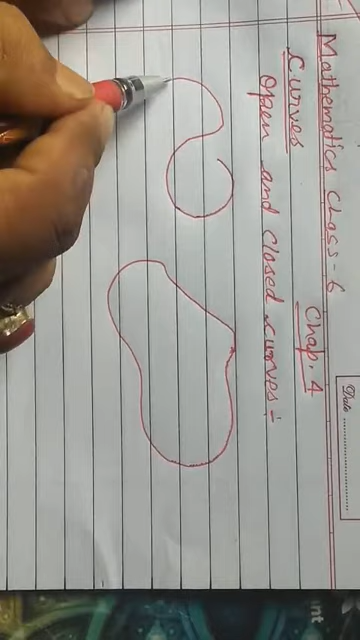 Date ....................
Mathematics Class-6
Chap. 4
Curves
Open and closed curves :-